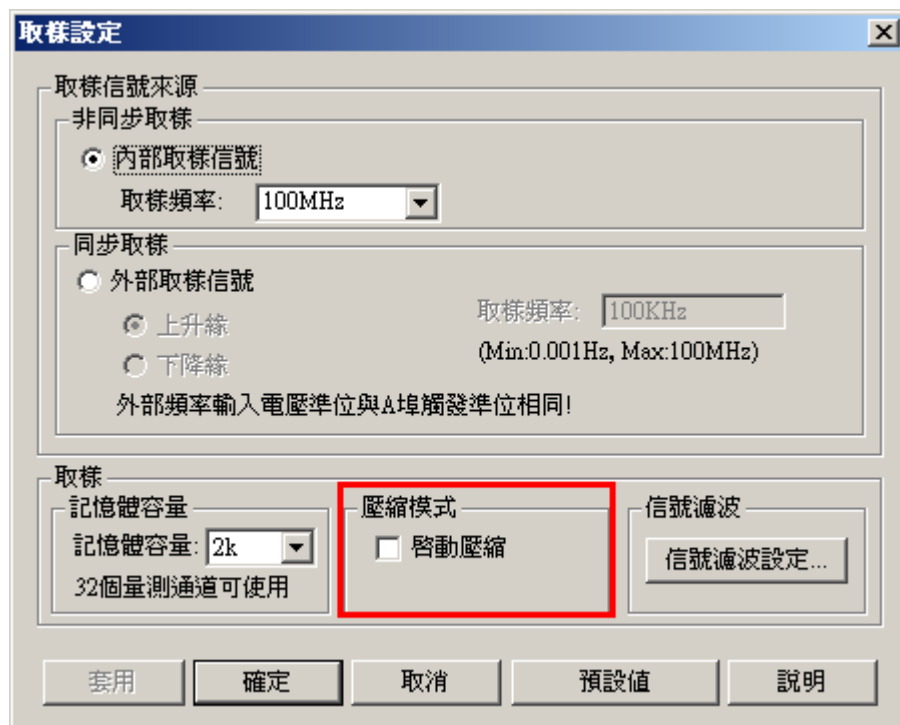 取樣設定
取樣信號來源
非同步取樣
內部取樣信號
取樣頻率: 100MHz
同步取樣
外部取樣信號
上升緣 取樣頻率: 100KHz
下降緣 (Min:0.001Hz, Max:100MHz)
外部頻率輸入電壓準位與A埠觸發準位相同!
取樣
記憶體容量 壓縮模式 信號濾波
記憶體容量: 2k 啓動壓縮 信號濾波設定...
32個量測通道可使用
套用 確定 取消 預設值 說明